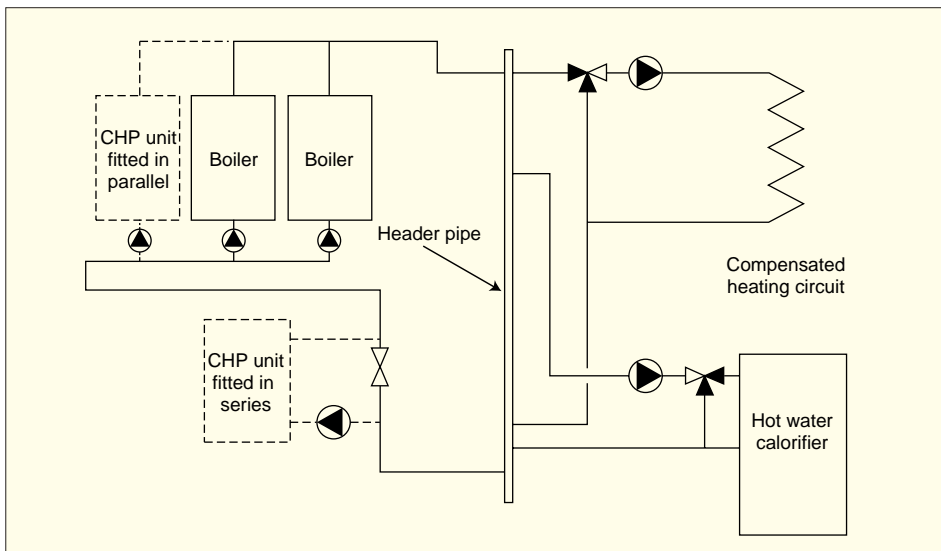 CHP unit
fitted in
parallel
Boiler
Boiler
Header pipe
Compensated
heating circuit
CHP unit
fitted in
series
Hot water
calorifier